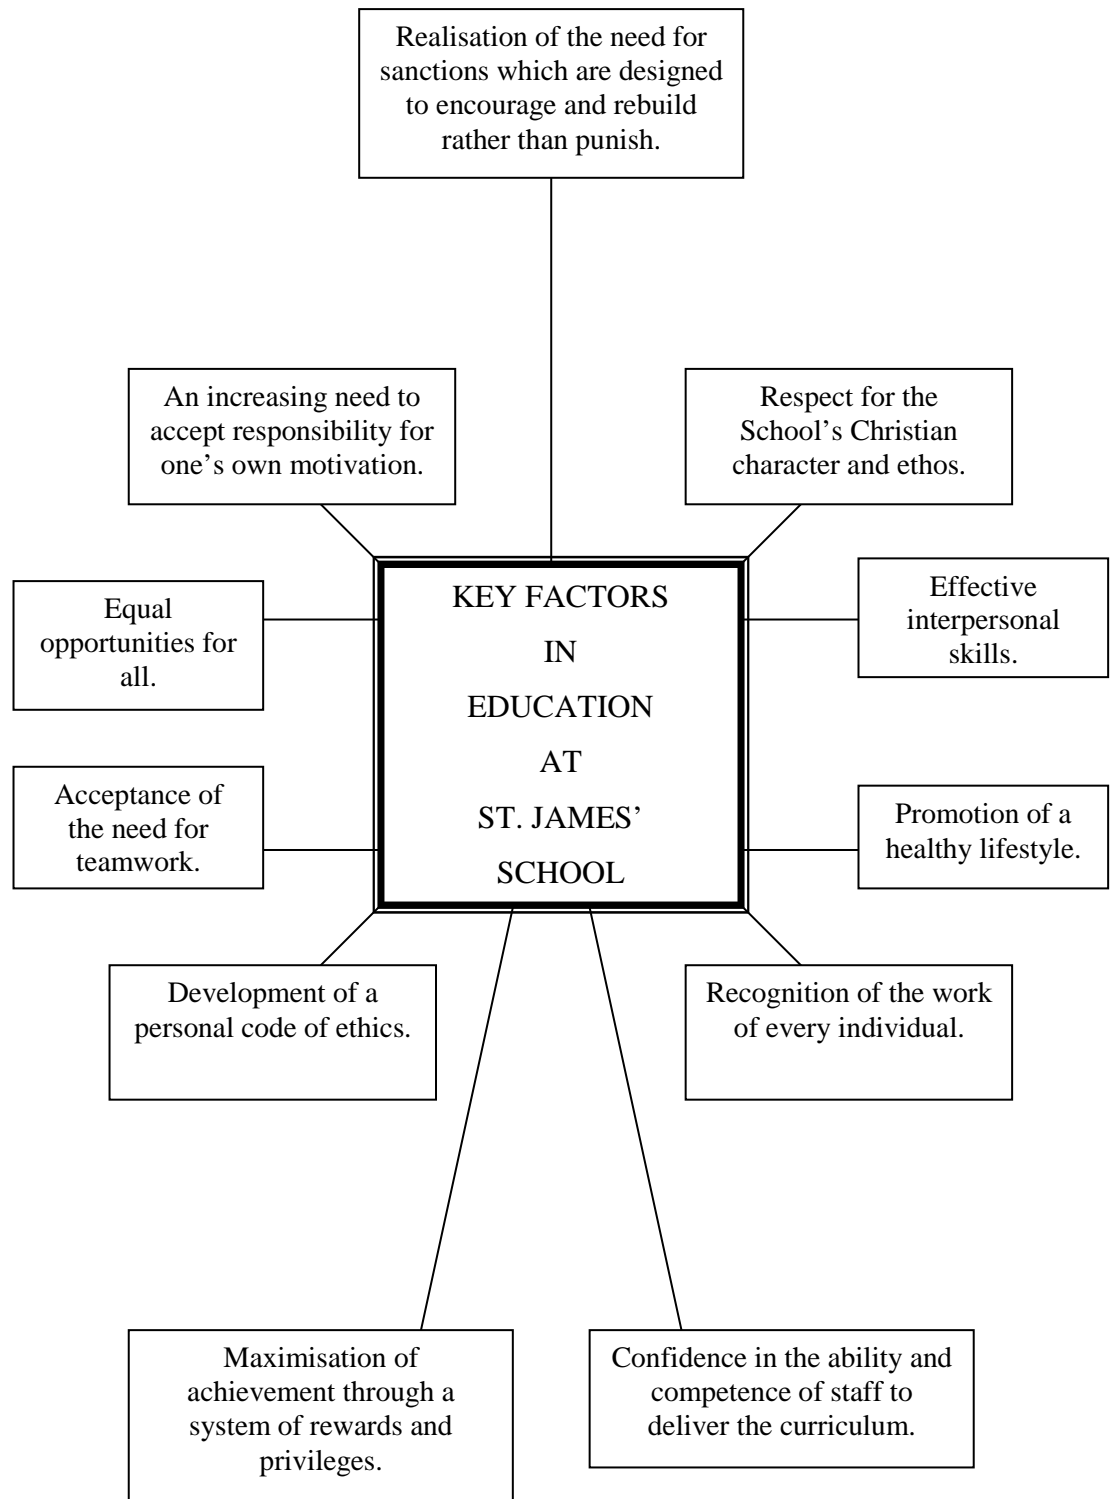 Realisation of the need for
sanctions which are designed
to encourage and rebuild
rather than punish.
An increasing need to
accept responsibility for
one’s own motivation.
Respect for the
School’s Christian
character and ethos.
Equal
opportunities for
all.
KEY FACTORS
IN
EDUCATION
AT
ST. JAMES’
SCHOOL
Effective
interpersonal
skills.
Acceptance of
the need for
teamwork.
Promotion of a
healthy lifestyle.
Development of a
personal code of ethics.
Recognition of the work
of every individual.
Maximisation of
achievement through a
system of rewards and
privileges.
Confidence in the ability and
competence of staff to
deliver the curriculum.